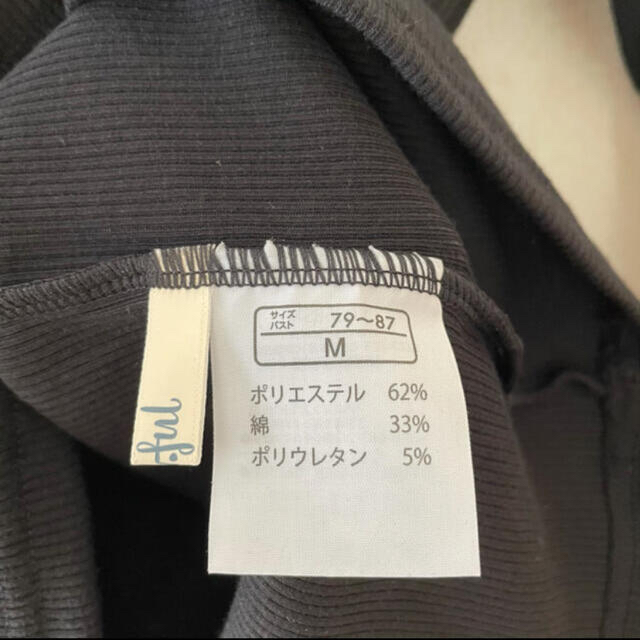 サイズ
バスト 79〜87
M
ポリエステル 62%
綿 33%
ポリウレタン 5%
ful